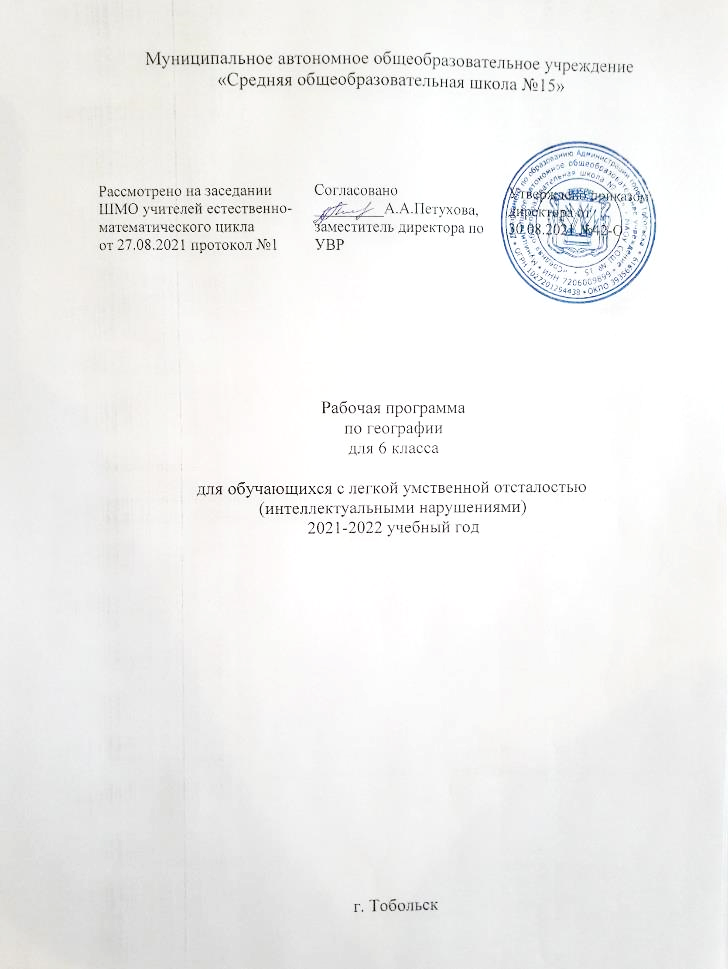 Муниципальное автономное общеобразовательное учреждение
«Средняя общеобразовательная школа №15»
Рассмотрено на заседании
ШМО учителей естественно-
математического цикла
от 27.08.2021 протокол №1
Согласовано
А.А.Петухова,
заместитель директора по
УВР
Утверждено приказом
директора от
30.08.2021 №42-О
Рабочая программа
по географии
для 6 класса
для обучающихся с легкой умственной отсталостью
(интеллектуальными нарушениями)
2021-2022 учебный год
г. Тобольск